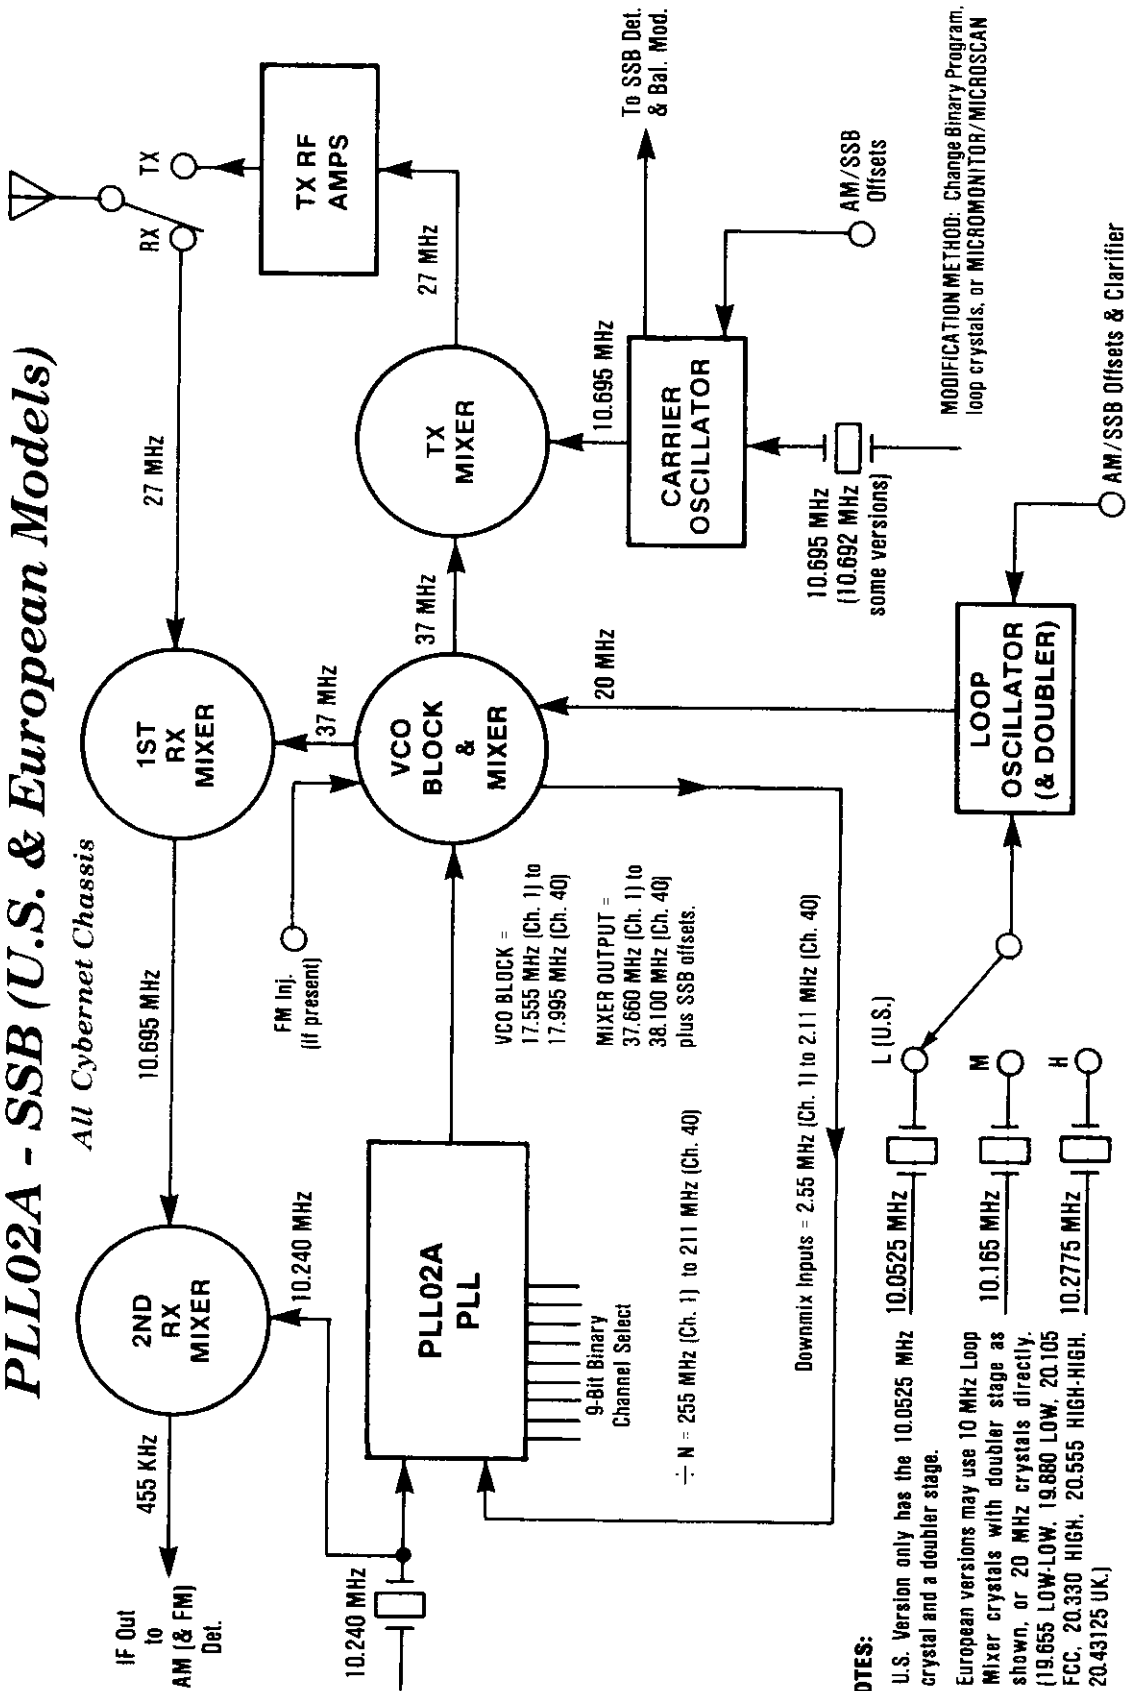 PLL02A - SSB (U.S. & European Models)
All Cybernet Chassis
IF Out
to
AM (& FM)
Det.
455 KHz
2ND
RX
MIXER
10.695 MHz
1ST
RX
MIXER
27 MHz
RX
TX
TX RF
AMPS
10.240 MHz
10.240 MHz
PLL02A
PLL
9-Bit Binary
Channel Select
FM Inj.
(if present)
37 MHz
VCO
BLOCK
&
MIXER
37 MHz
TX
MIXER
27 MHz
VCO BLOCK =
17.555 MHz (Ch. 1) to
17.995 MHz (Ch. 40)
MIXER OUTPUT =
37.660 MHz (Ch. 1) to
38.100 MHz (Ch. 40)
plus SSB offsets.
÷ N = 255 MHz (Ch. 1) to 211 MHz (Ch. 40)
Downmix Inputs = 2.55 MHz (Ch. 1) to 2.11 MHz (Ch. 40)
20 MHz
10.695 MHz
CARRIER
OSCILLATOR
To SSB Det.
& Bal. Mod.
AM/SSB
Offsets
10.695 MHz
(10.692 MHz
some versions)
MODIFICATION METHOD: Change Binary Program,
loop crystals, or MICROMONITOR/MICROSCAN
LOOP
OSCILLATOR
(& DOUBLER)
AM/SSB Offsets & Clarifier
L (U.S.)
M
H
10.0525 MHz
10.165 MHz
10.2775 MHz
OTES:
U.S. Version only has the 10.0525 MHz
crystal and a doubler stage.
European versions may use 10 MHz Loop
Mixer crystals with doubler stage as
shown, or 20 MHz crystals directly.
(19.655 LOW-LOW, 19.880 LOW, 20.105
FCC, 20.330 HIGH, 20.555 HIGH-HIGH,
20.43125 UK.)